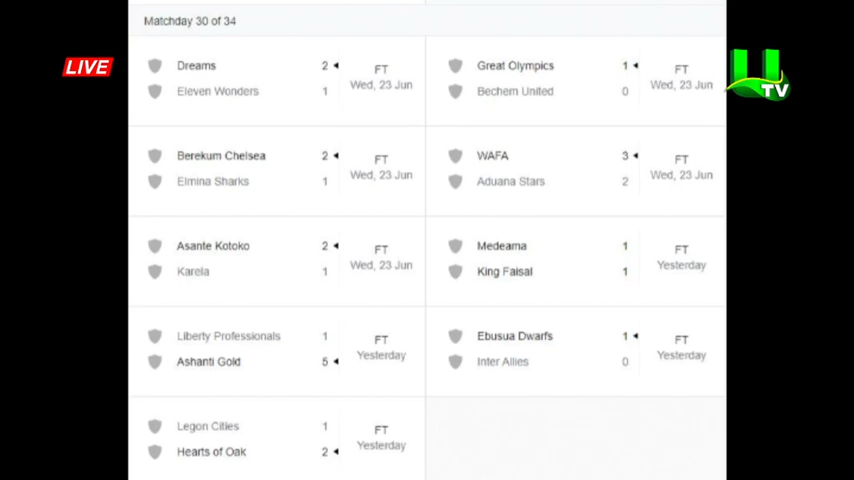 Matchday 30 of 34
LIVE
U
TV
Dreams 2
Eleven Wonders 1
FT
Wed, 23 Jun
Great Olympics 1
Bechem United 0
FT
Wed, 23 Jun
Berekum Chelsea 2
Elmina Sharks 1
FT
Wed, 23 Jun
WAFA 3
Aduana Stars 2
FT
Wed, 23 Jun
Asante Kotoko 2
Karela 1
FT
Wed, 23 Jun
Medeama 1
King Faisal 1
FT
Yesterday
Liberty Professionals 1
Ashanti Gold 5
FT
Yesterday
Ebusua Dwarfs 1
Inter Allies 0
FT
Yesterday
Legon Cities 1
Hearts of Oak 2
FT
Yesterday